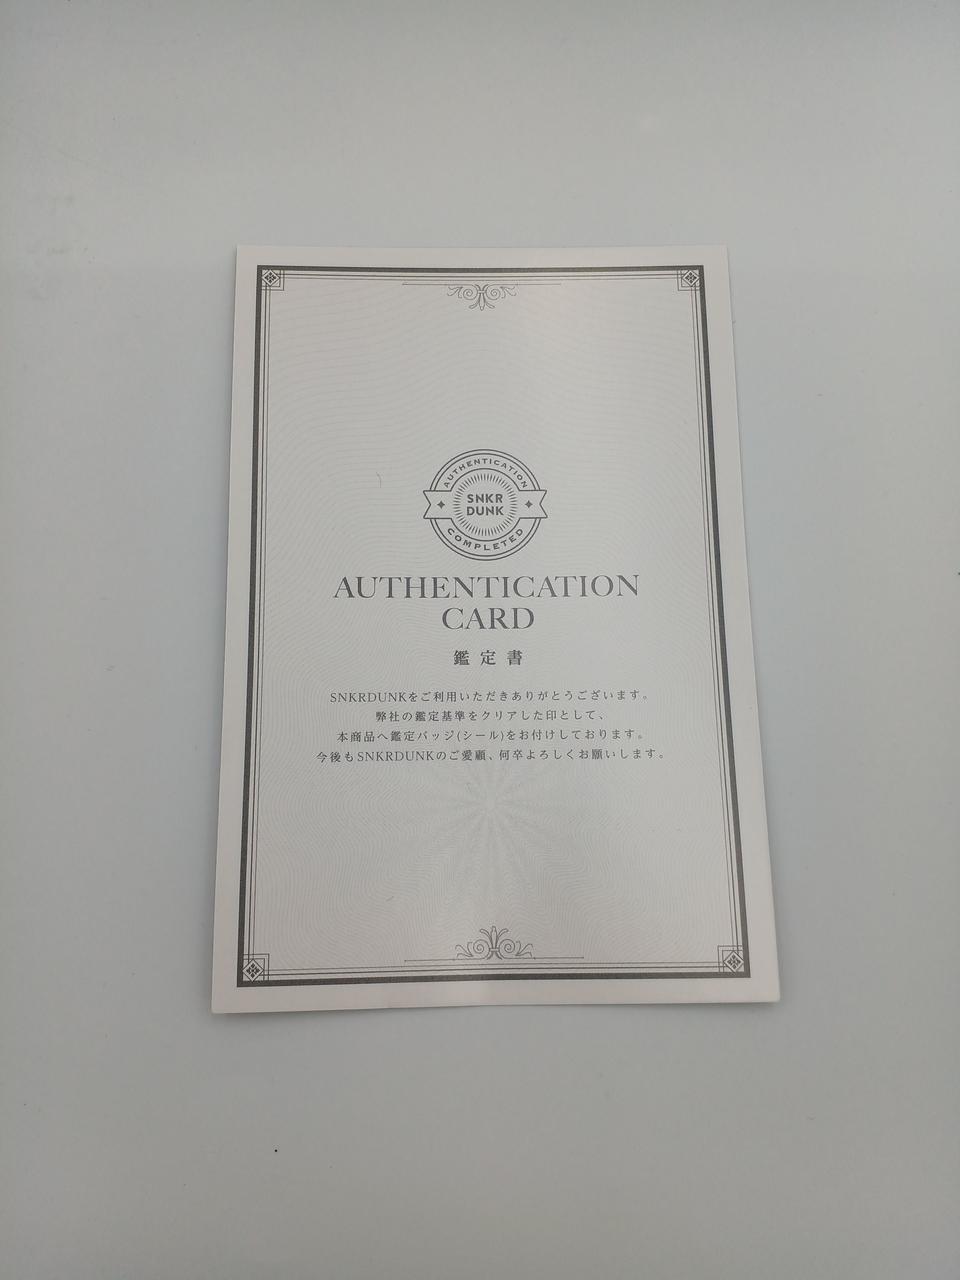 AUTHENTICATION
SNKR
DUNK
COMPLETED
AUTHENTICATION
CARD
鑑定書
SNKRDUNKをご利用いただきありがとうございます。
弊社の鑑定基準をクリアした印として、
本商品へ鑑定バッジ(シール)をお付けしております。
今後もSNKRDUNKのご愛顧、何卒よろしくお願いします。